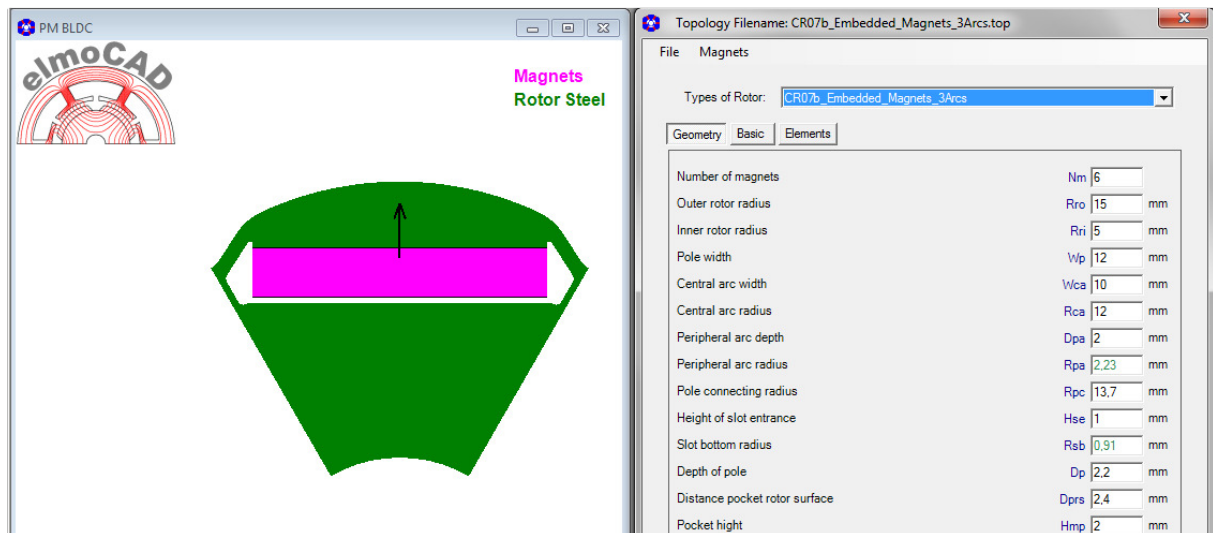 PM BLDC
elmoCAD
Magnets
Rotor Steel
Topology Filename: CR07b_Embedded_Magnets_3Arcs.top
File Magnets
Types of Rotor: CR07b_Embedded_Magnets_3Arcs
Geometry Basic Elements
Number of magnets Nm 6
Outer rotor radius Rro 15 mm
Inner rotor radius Rri 5 mm
Pole width Wp 12 mm
Central arc width Wca 10 mm
Central arc radius Rca 12 mm
Peripheral arc depth Dpa 2 mm
Peripheral arc radius Rpa 2,23 mm
Pole connecting radius Rpc 13,7 mm
Height of slot entrance Hse 1 mm
Slot bottom radius Rsb 0,91 mm
Depth of pole Dp 2,2 mm
Distance pocket rotor surface Dprs 2,4 mm
Pocket hight Hmp 2 mm